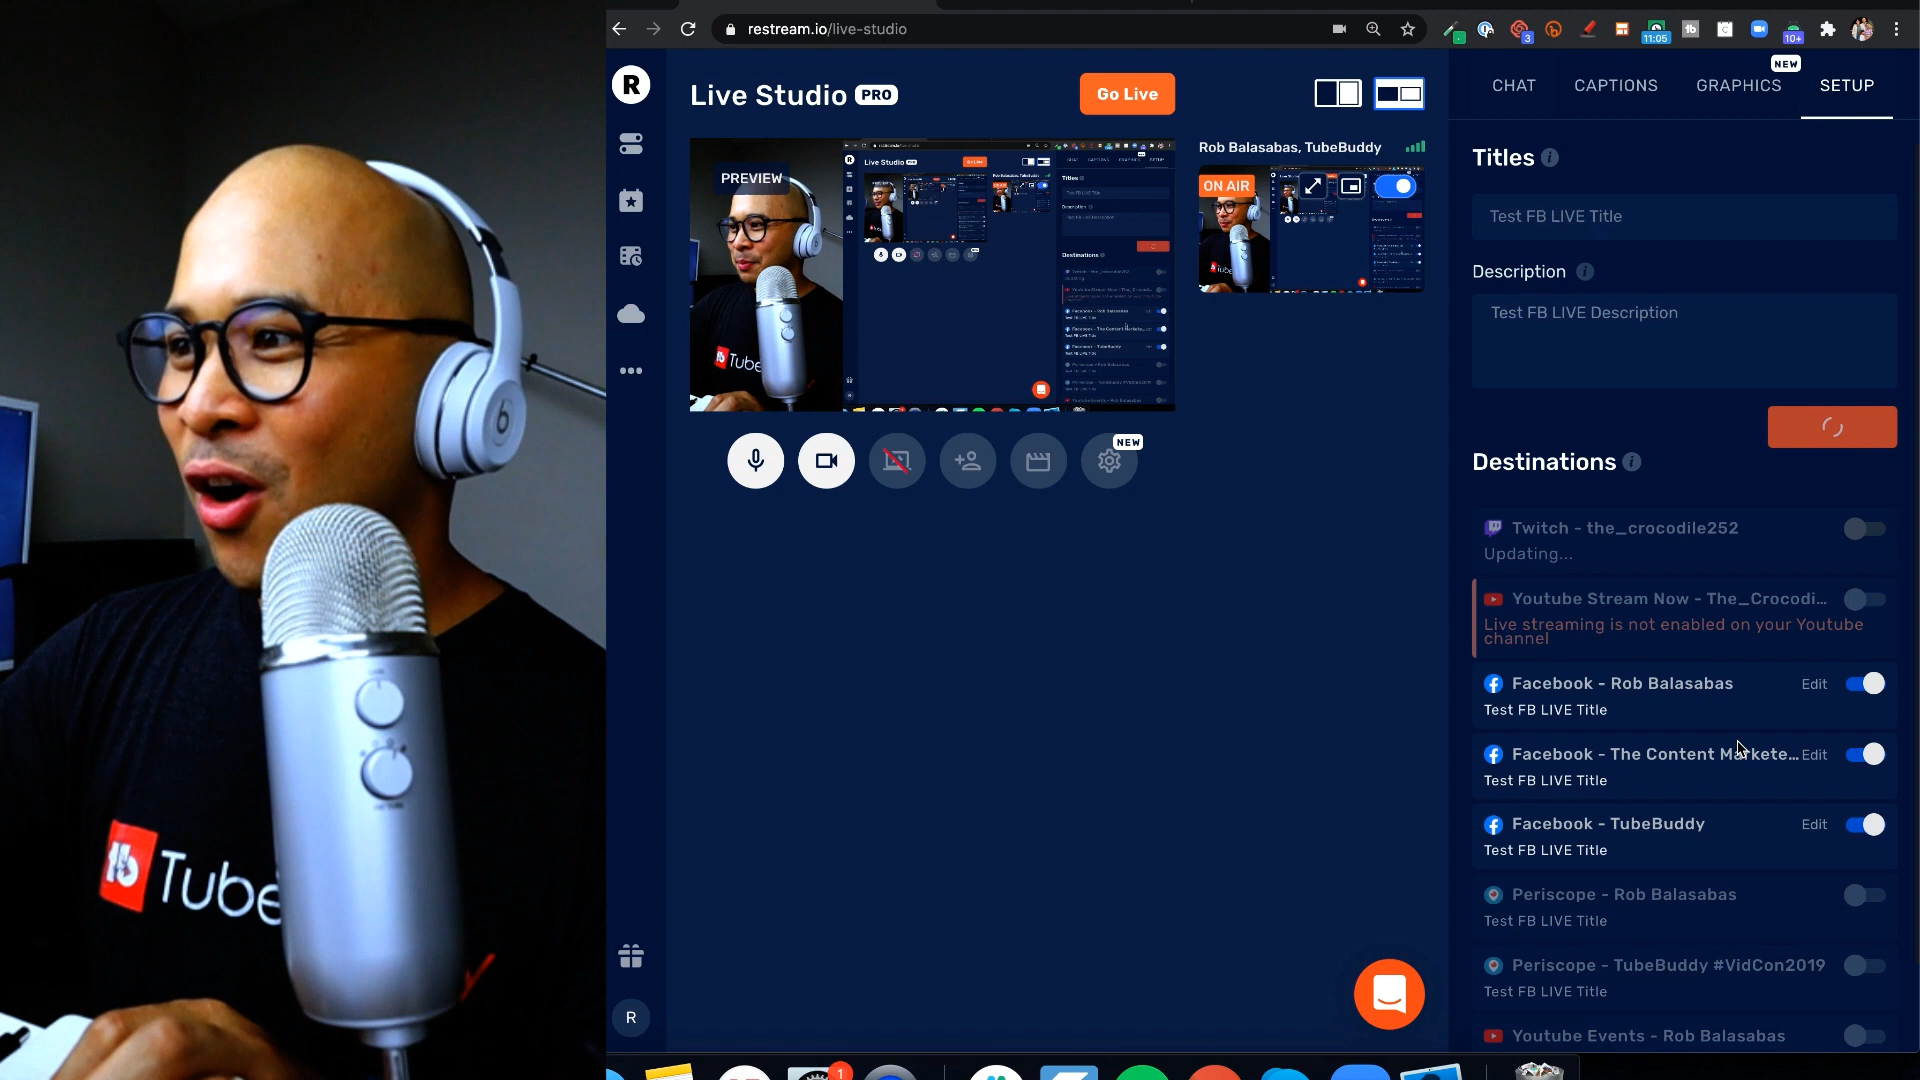 restream.io/live-studio
3
11:05
10+
R
Live Studio PRO
Go Live
NEW
CHAT
CAPTIONS
GRAPHICS
SETUP
PREVIEW
Rob Balasabas, TubeBuddy
ON AIR
NEW
Titles
Test FB LIVE Title
Description
Test FB LIVE Description
Destinations
Twitch - the_crocodile252
Updating...
Youtube Stream Now - The_Crocodi...
Live streaming is not enabled on your Youtube
channel
Facebook - Rob Balasabas
Edit
Test FB LIVE Title
Facebook - The Content Markete...
Edit
Test FB LIVE Title
Facebook - TubeBuddy
Edit
Test FB LIVE Title
Periscope - Rob Balasabas
Test FB LIVE Title
Periscope - TubeBuddy #VidCon2019
Test FB LIVE Title
Youtube Events - Rob Balasabas
R
1
tb Tube